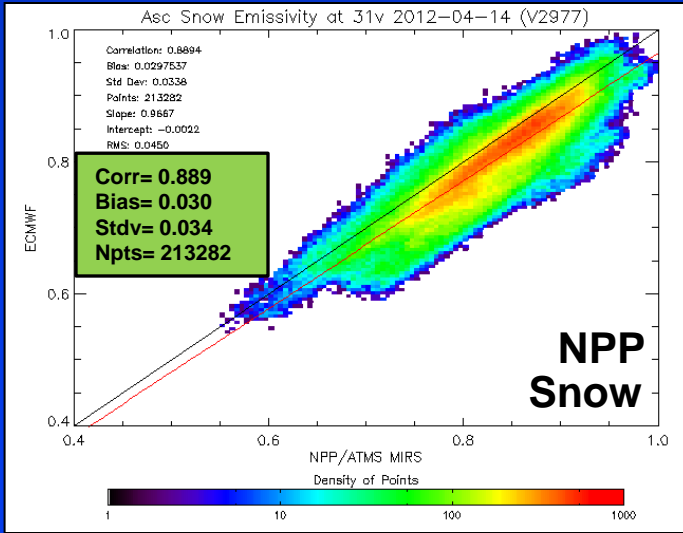 Asc Snow Emissivity at 31v 2012-04-14 (V2977)
Correlation: 0.8894
Bias: 0.0297537
Std Dev: 0.0338
Points: 213282
Slope: 0.9667
Intercept: -0.0022
RMS: 0.0450
Corr= 0.889
Bias= 0.030
Stdv= 0.034
Npts= 213282
1.0
0.8
0.6
0.4
ECMWF
NPP
Snow
0.4 0.6 0.8 1.0
NPP/ATMS MIRS
Density of Points
1 10 100 1000